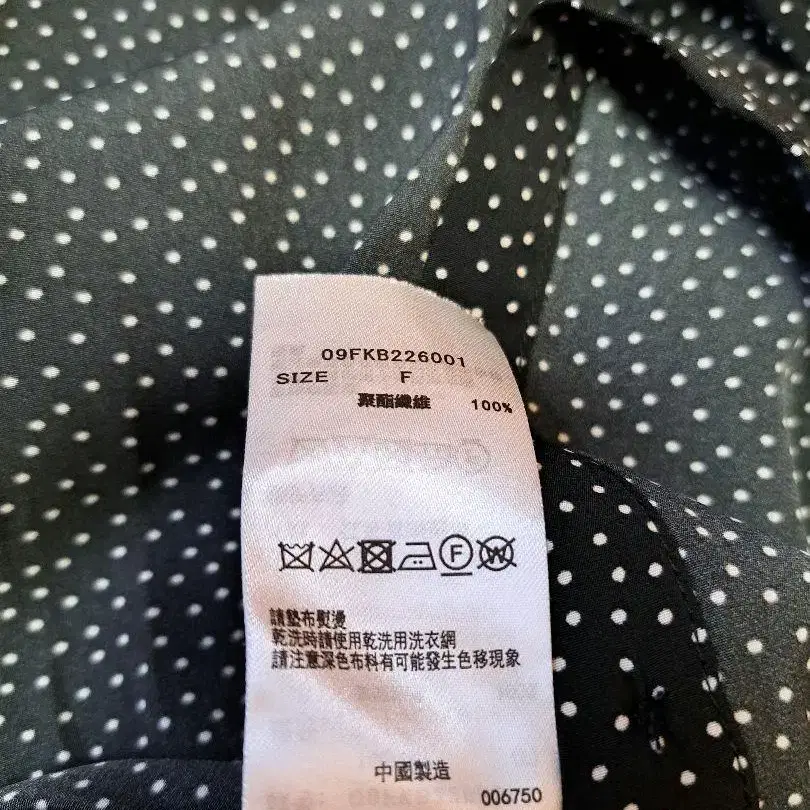 09FKB226001
SIZE F
聚酯纖維 100%
F W
請墊布熨燙
乾洗時請使用乾洗用洗衣網
請注意深色布料有可能發生色移現象
中國製造
006750